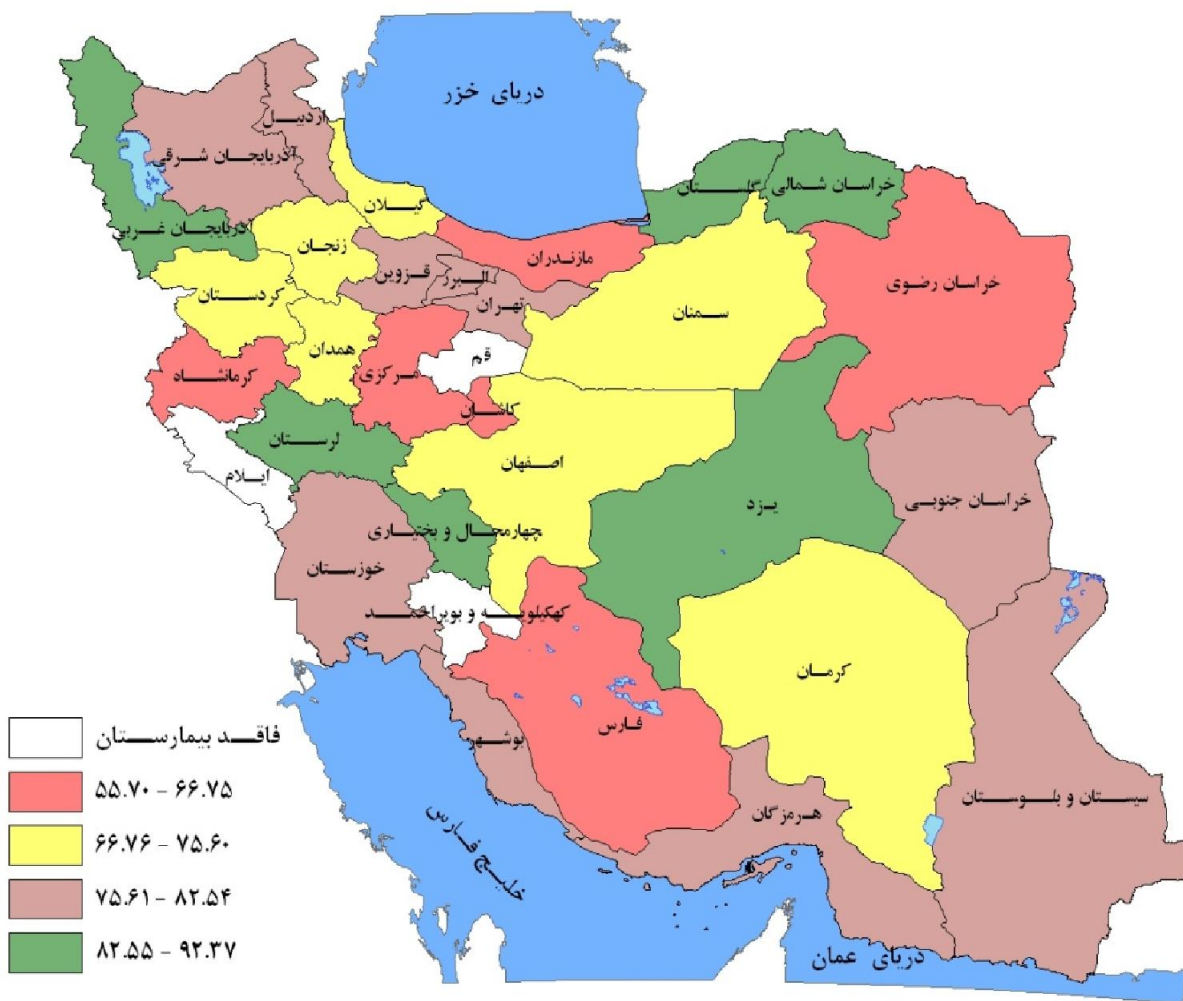 دریای خزر
اردبیل
آذربایجان شرقی
گیلان
گلستان
خراسان شمالی
آذربایجان غربی
زنجان
مازندران
قزوین
البرز
تهران
خراسان رضوی
کردستان
سمنان
همدان
قم
کرمانشاه
مرکزی
کاشان
لرستان
اصفهان
ایلام
خراسان جنوبی
یزد
چهارمحال و بختیاری
خوزستان
کهکیلویه و بویراحمد
کرمان
فارس
بوشهر
هرمزگان
سیستان و بلوستان
خلیج فارس
دریای عمان
فاقد بیمارستان
۵۵.۷۰ - ۶۶.۷۵
۶۶.۷۶ - ۷۵.۶۰
۷۵.۶۱ - ۸۲.۵۴
۸۲.۵۵ - ۹۲.۳۷